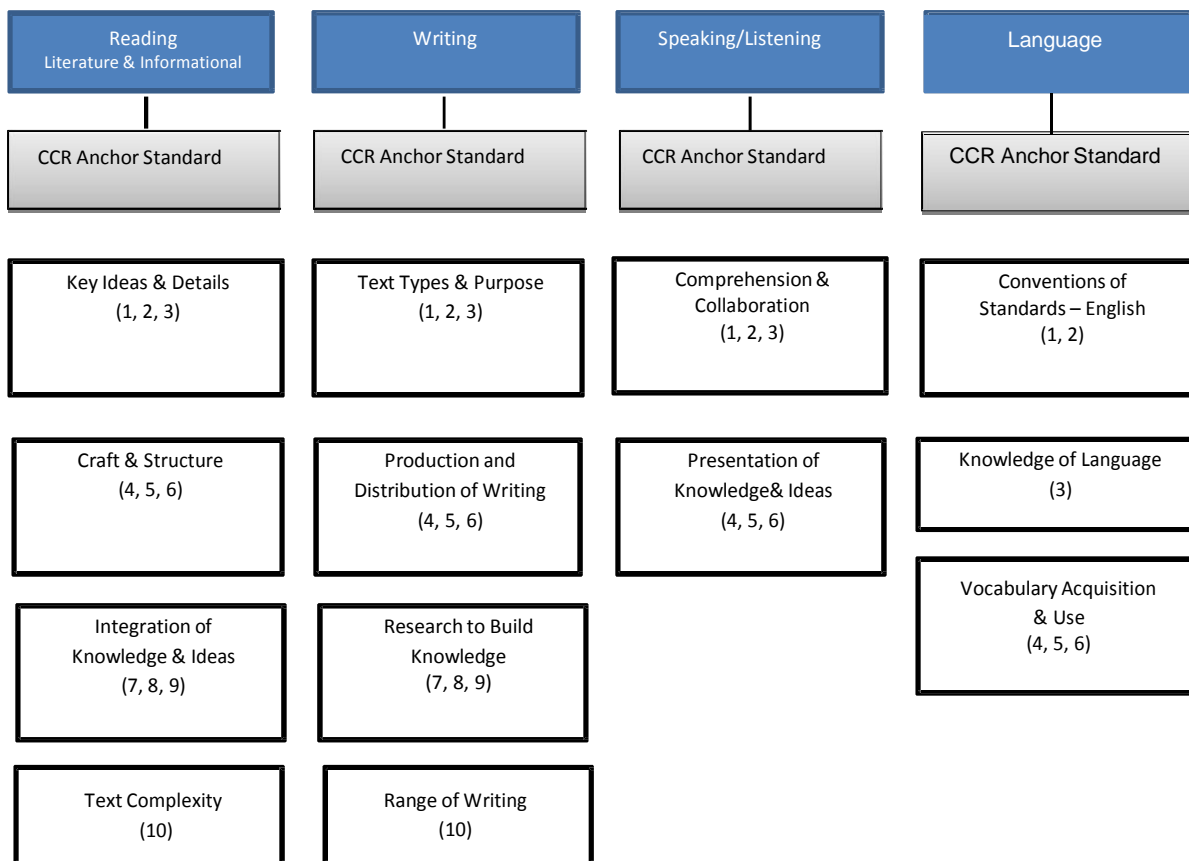 Reading
Literature & Informational
Writing
Speaking/Listening
Language
CCR Anchor Standard
CCR Anchor Standard
CCR Anchor Standard
CCR Anchor Standard
Key Ideas & Details
(1, 2, 3)
Text Types & Purpose
(1, 2, 3)
Comprehension &
Collaboration
(1, 2, 3)
Conventions of
Standards – English
(1, 2)
Craft & Structure
(4, 5, 6)
Production and
Distribution of Writing
(4, 5, 6)
Presentation of
Knowledge& Ideas
(4, 5, 6)
Knowledge of Language
(3)
Vocabulary Acquisition
& Use
(4, 5, 6)
Integration of
Knowledge & Ideas
(7, 8, 9)
Research to Build
Knowledge
(7, 8, 9)
Text Complexity
(10)
Range of Writing
(10)